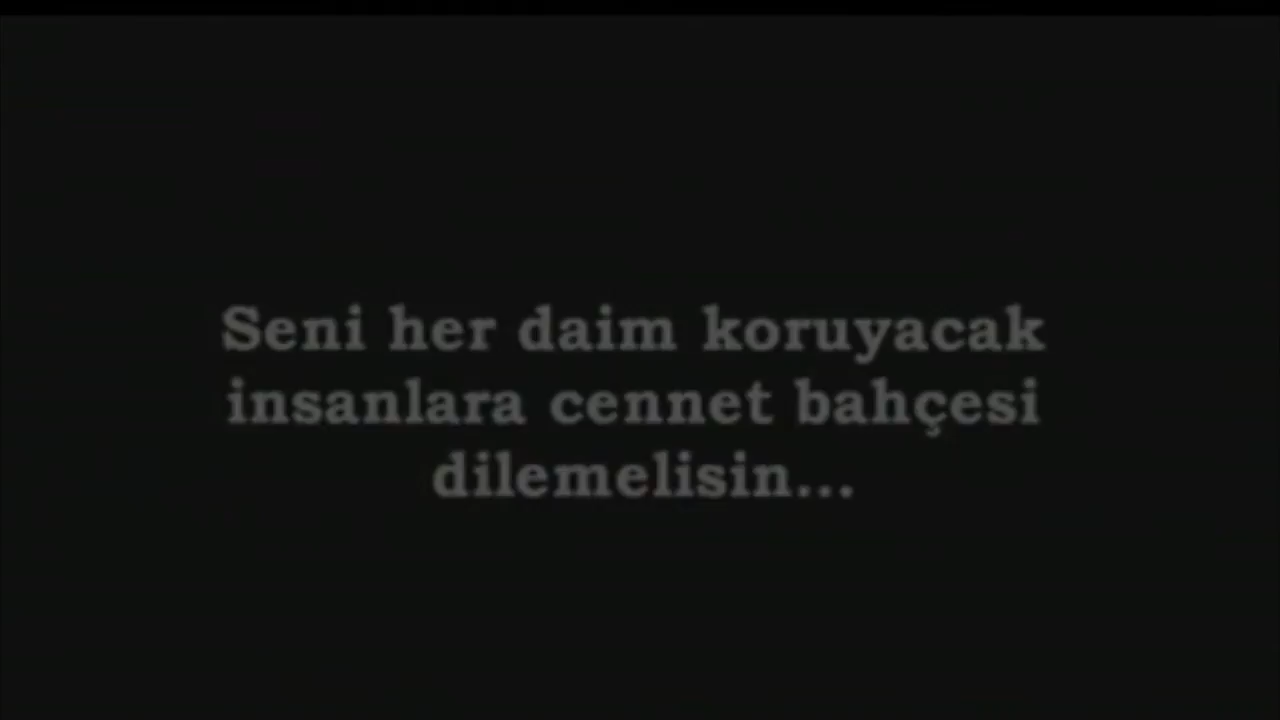 Seni her daim koruyacak
insanlara cennet bahçesi
dilemelisin...